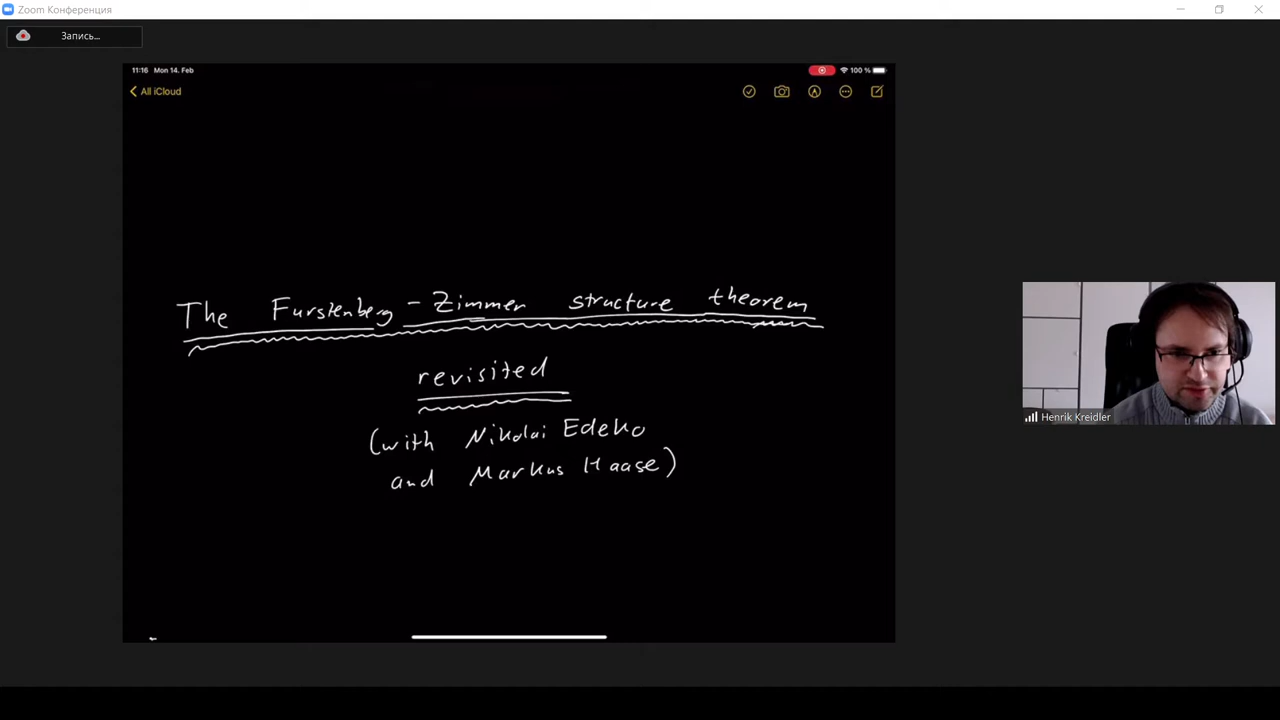 Zoom Конференция
Запись...
11:16 Mon 14. Feb
100 %
All iCloud
The Furstenberg-Zimmer structure theorem
revisited
(with Nikolai Edeko
and Markus Haase)
Henrik Kreidler